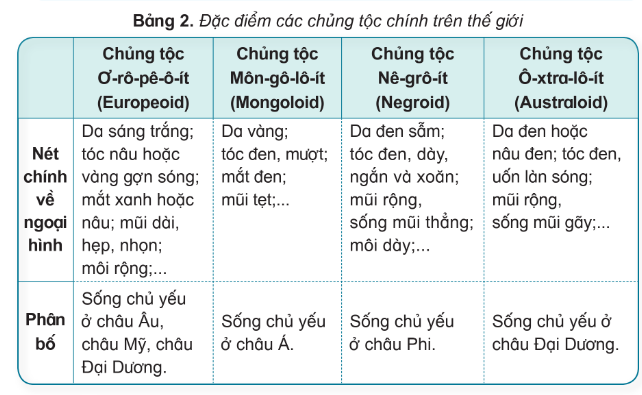 Bảng 2. Đặc điểm các chủng tộc chính trên thế giới
Chủng tộc
Ơ-rô-pê-ô-ít
(Europeoid)
Chủng tộc
Môn-gô-lô-ít
(Mongoloid)
Chủng tộc
Nê-grô-ít
(Negroid)
Chủng tộc
Ô-xtra-lô-ít
(Australoid)
Nét
chính
về
ngoại
hình
Da sáng trắng;
tóc nâu hoặc
vàng gợn sóng;
mắt xanh hoặc
nâu; mũi dài,
hẹp, nhọn;
môi rộng;...
Da vàng;
tóc đen, mượt;
mắt đen;
mũi tẹt;...
Da đen sẫm;
tóc đen, dày,
ngắn và xoăn;
mũi rộng,
sống mũi thẳng;
môi dày;...
Da đen hoặc
nâu đen; tóc đen,
uốn làn sóng;
mũi rộng,
sống mũi gãy;...
Phân
bố
Sống chủ yếu
ở châu Âu,
châu Mỹ, châu
Đại Dương.
Sống chủ yếu
ở châu Á.
Sống chủ yếu
ở châu Phi.
Sống chủ yếu ở
châu Đại Dương.